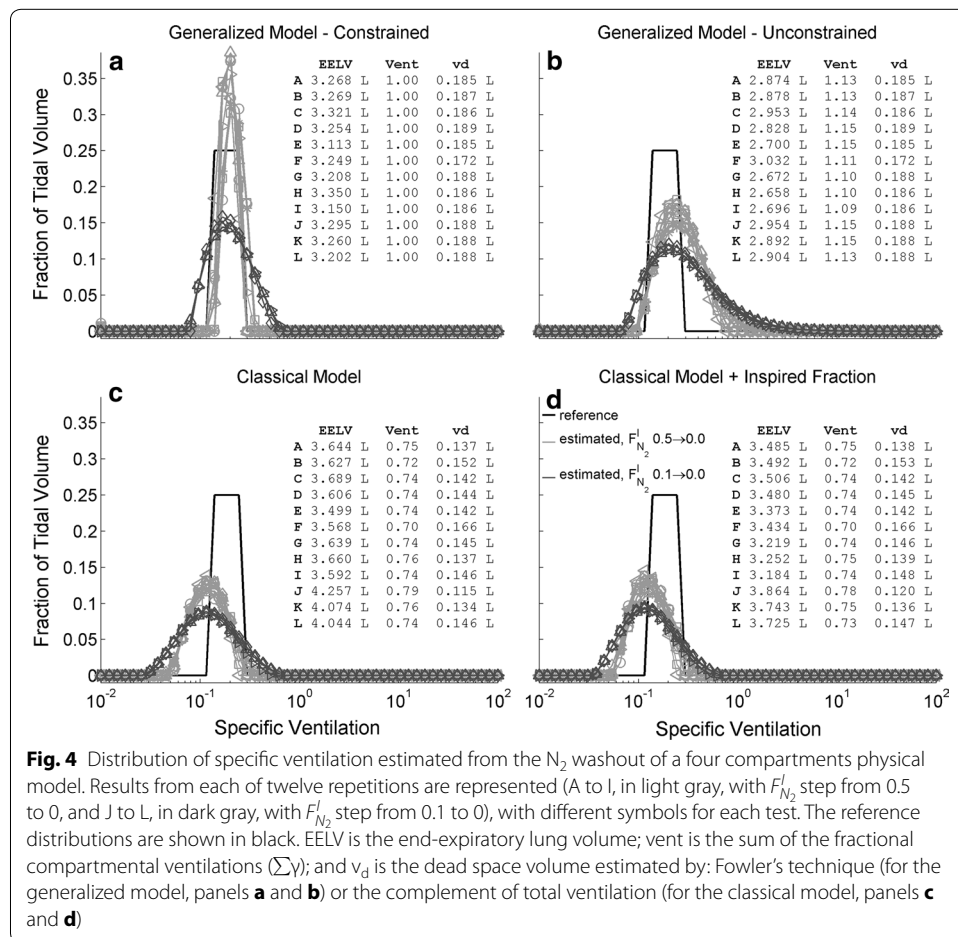 Generalized Model - Constrained
Generalized Model - Unconstrained
a
EELV Vent vd
A 3.268 L 1.00 0.185 L
B 3.269 L 1.00 0.187 L
C 3.321 L 1.00 0.186 L
D 3.254 L 1.00 0.189 L
E 3.113 L 1.00 0.185 L
F 3.249 L 1.00 0.172 L
G 3.208 L 1.00 0.188 L
H 3.350 L 1.00 0.186 L
I 3.150 L 1.00 0.186 L
J 3.295 L 1.00 0.188 L
K 3.260 L 1.00 0.188 L
L 3.202 L 1.00 0.188 L
Fraction of Tidal Volume
0.35
0.3
0.25
0.2
0.15
0.1
0.05
0
b
EELV Vent vd
A 2.874 L 1.13 0.185 L
B 2.878 L 1.13 0.187 L
C 2.953 L 1.14 0.186 L
D 2.828 L 1.15 0.189 L
E 2.700 L 1.15 0.185 L
F 3.032 L 1.11 0.172 L
G 2.672 L 1.10 0.188 L
H 2.658 L 1.10 0.186 L
I 2.696 L 1.09 0.186 L
J 2.954 L 1.15 0.188 L
K 2.892 L 1.15 0.188 L
L 2.904 L 1.13 0.188 L
Classical Model
Classical Model + Inspired Fraction
c
EELV Vent vd
A 3.644 L 0.75 0.137 L
B 3.627 L 0.72 0.152 L
C 3.689 L 0.74 0.142 L
D 3.606 L 0.74 0.144 L
E 3.499 L 0.74 0.142 L
F 3.568 L 0.70 0.166 L
G 3.639 L 0.74 0.145 L
H 3.660 L 0.76 0.137 L
I 3.592 L 0.74 0.146 L
J 4.257 L 0.79 0.115 L
K 4.074 L 0.76 0.134 L
L 4.044 L 0.74 0.146 L
Fraction of Tidal Volume
0.35
0.3
0.25
0.2
0.15
0.1
0.05
0
10^-2 10^-1 10^0 10^1 10^2
Specific Ventilation
d
reference
estimated, F^I_N2 0.5→0.0
estimated, F^I_N2 0.1→0.0
EELV Vent vd
A 3.485 L 0.75 0.138 L
B 3.492 L 0.72 0.153 L
C 3.506 L 0.74 0.142 L
D 3.480 L 0.74 0.145 L
E 3.373 L 0.74 0.142 L
F 3.434 L 0.70 0.166 L
G 3.219 L 0.74 0.146 L
H 3.252 L 0.75 0.139 L
I 3.184 L 0.74 0.148 L
J 3.864 L 0.78 0.120 L
K 3.743 L 0.75 0.136 L
L 3.725 L 0.73 0.147 L
10^-2 10^-1 10^0 10^1 10^2
Specific Ventilation
Fig. 4 Distribution of specific ventilation estimated from the N2 washout of a four compartments physical
model. Results from each of twelve repetitions are represented (A to I, in light gray, with F^I_N2 step from 0.5
to 0, and J to L, in dark gray, with F^I_N2 step from 0.1 to 0), with different symbols for each test. The reference
distributions are shown in black. EELV is the end-expiratory lung volume; vent is the sum of the fractional
compartmental ventilations (∑γ); and vd is the dead space volume estimated by: Fowler's technique (for the
generalized model, panels a and b) or the complement of total ventilation (for the classical model, panels c
and d)